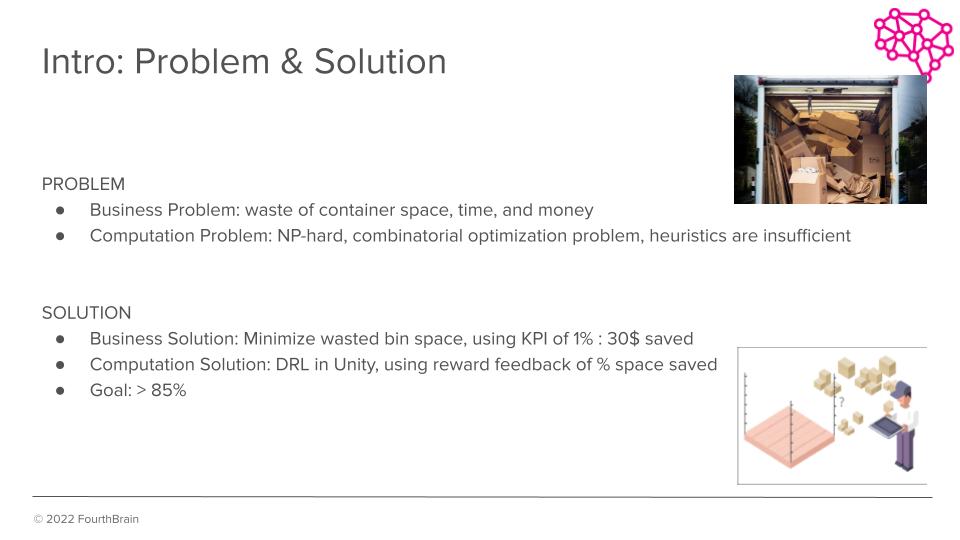 Intro: Problem & Solution
PROBLEM
● Business Problem: waste of container space, time, and money
● Computation Problem: NP-hard, combinatorial optimization problem, heuristics are insufficient
SOLUTION
● Business Solution: Minimize wasted bin space, using KPI of 1% : 30$ saved
● Computation Solution: DRL in Unity, using reward feedback of % space saved
● Goal: > 85%
?
© 2022 FourthBrain